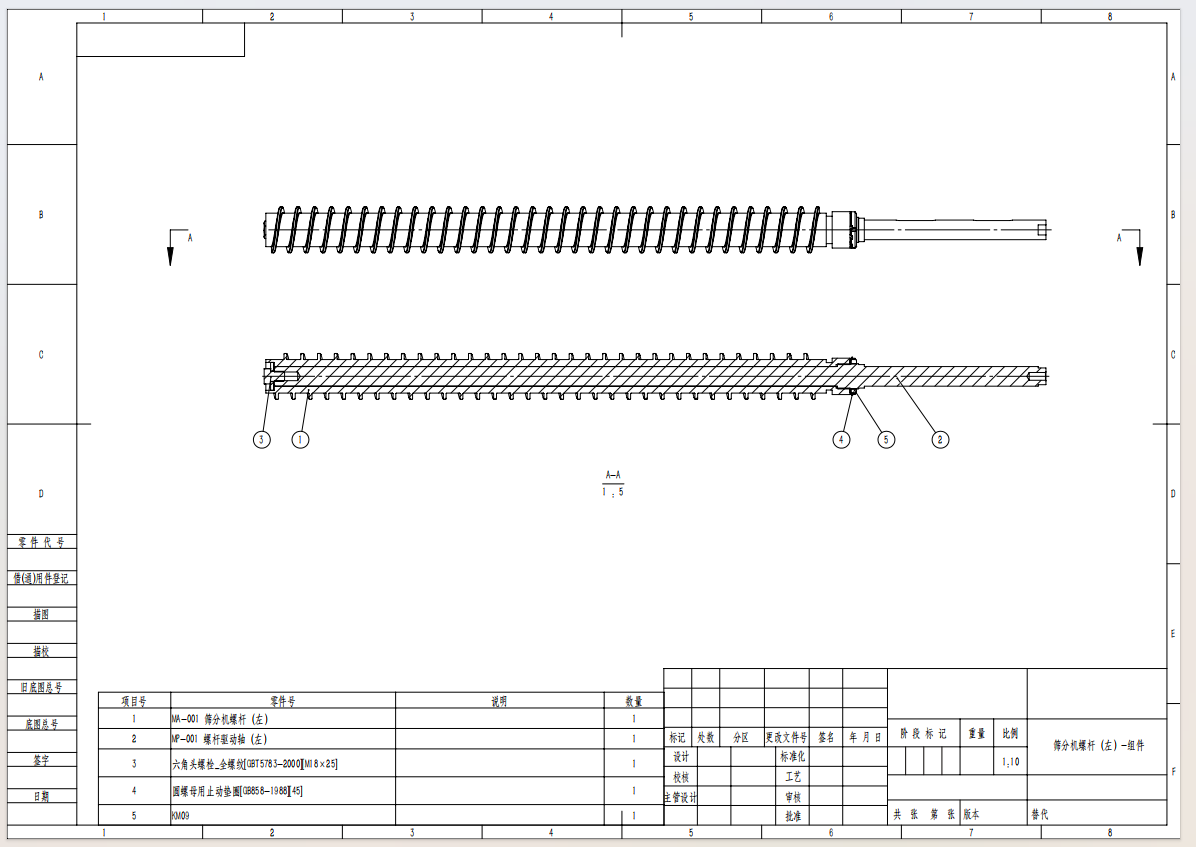 1 2 3 4 5 6 7 8
A A
B B
A A
C C
3 1 4 5 2
A-A
1 : 5
D D
零件代号
借(通)用件登记
描图
描校
旧底图总号
底图总号
签字
日期
E
F
项目号 零件号 说明 数量
1 MA-001 筛分机螺杆 (左) 1
2 MP-001 螺杆驱动轴 (左) 1
3 六角头螺栓_全螺纹[GBT5783-2000][M18×25] 1
4 圆螺母用止动垫圈[GB858-1988][45] 1
5 KM09 1
标记 处数 分区 更改文件号 签名 年 月 日
设计 标准化
校核 工艺
主管设计 审核
批准
阶段标记 重量 比例
1:10
筛分机螺杆 (左) -组件
共 张 第 张 版本 替代
1 2 3 4 5 6 7 8